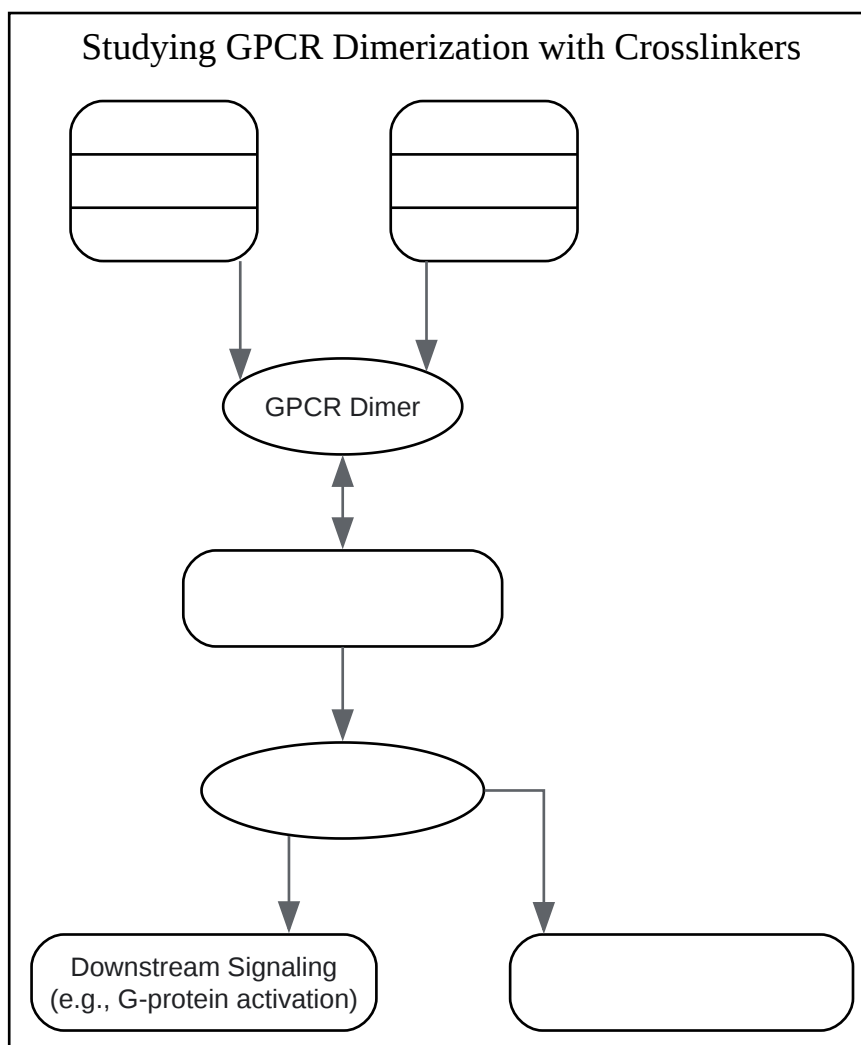 Studying GPCR Dimerization with Crosslinkers
GPCR Dimer
Downstream Signaling
(e.g., G-protein activation)